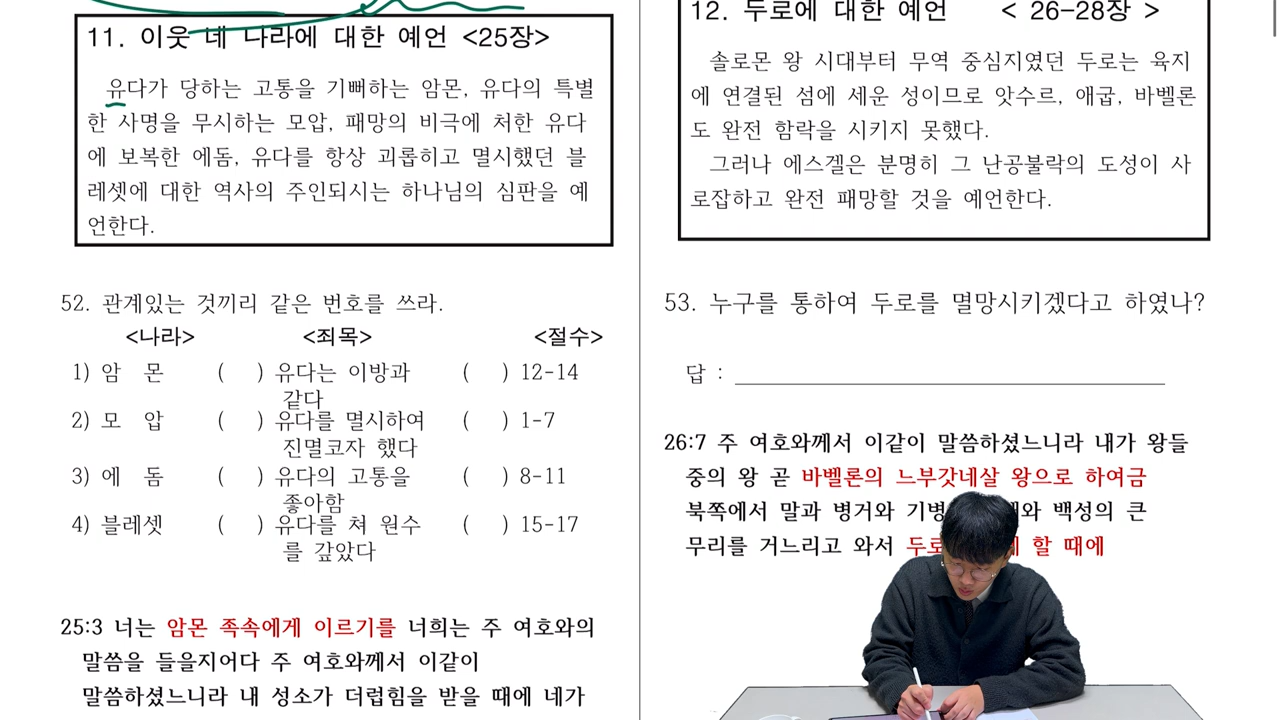 11. 이웃 네 나라에 대한 예언 <25장>
유다가 당하는 고통을 기뻐하는 암몬, 유다의 특별
한 사명을 무시하는 모압, 패망의 비극에 처한 유다
에 보복한 에돔, 유다를 항상 괴롭히고 멸시했던 블
레셋에 대한 역사의 주인되시는 하나님의 심판을 예
언한다.
52. 관계있는 것끼리 같은 번호를 쓰라.
<나라> <죄목> <절수>
1) 암 몬 ( ) 유다는 이방과 ( ) 12-14
같다
2) 모 압 ( ) 유다를 멸시하여 ( ) 1-7
진멸코자 했다
3) 에 돔 ( ) 유다의 고통을 ( ) 8-11
좋아함
4) 블레셋 ( ) 유다를 쳐 원수 ( ) 15-17
를 갚았다
25:3 너는 암몬 족속에게 이르기를 너희는 주 여호와의
말씀을 들을지어다 주 여호와께서 이같이
말씀하셨느니라 내 성소가 더럽힘을 받을 때에 네가
12. 두로에 대한 예언 < 26-28장 >
솔로몬 왕 시대부터 무역 중심지였던 두로는 육지
에 연결된 섬에 세운 성이므로 앗수르, 애굽, 바벨론
도 완전 함락을 시키지 못했다.
그러나 에스겔은 분명히 그 난공불락의 도성이 사
로잡하고 완전 패망할 것을 예언한다.
53. 누구를 통하여 두로를 멸망시키겠다고 하였나?
답 :
26:7 주 여호와께서 이같이 말씀하셨느니라 내가 왕들
중의 왕 곧 바벨론의 느부갓네살 왕으로 하여금
북쪽에서 말과 병거와 기병 와 백성의 큰
무리를 거느리고 와서 두로 할 때에